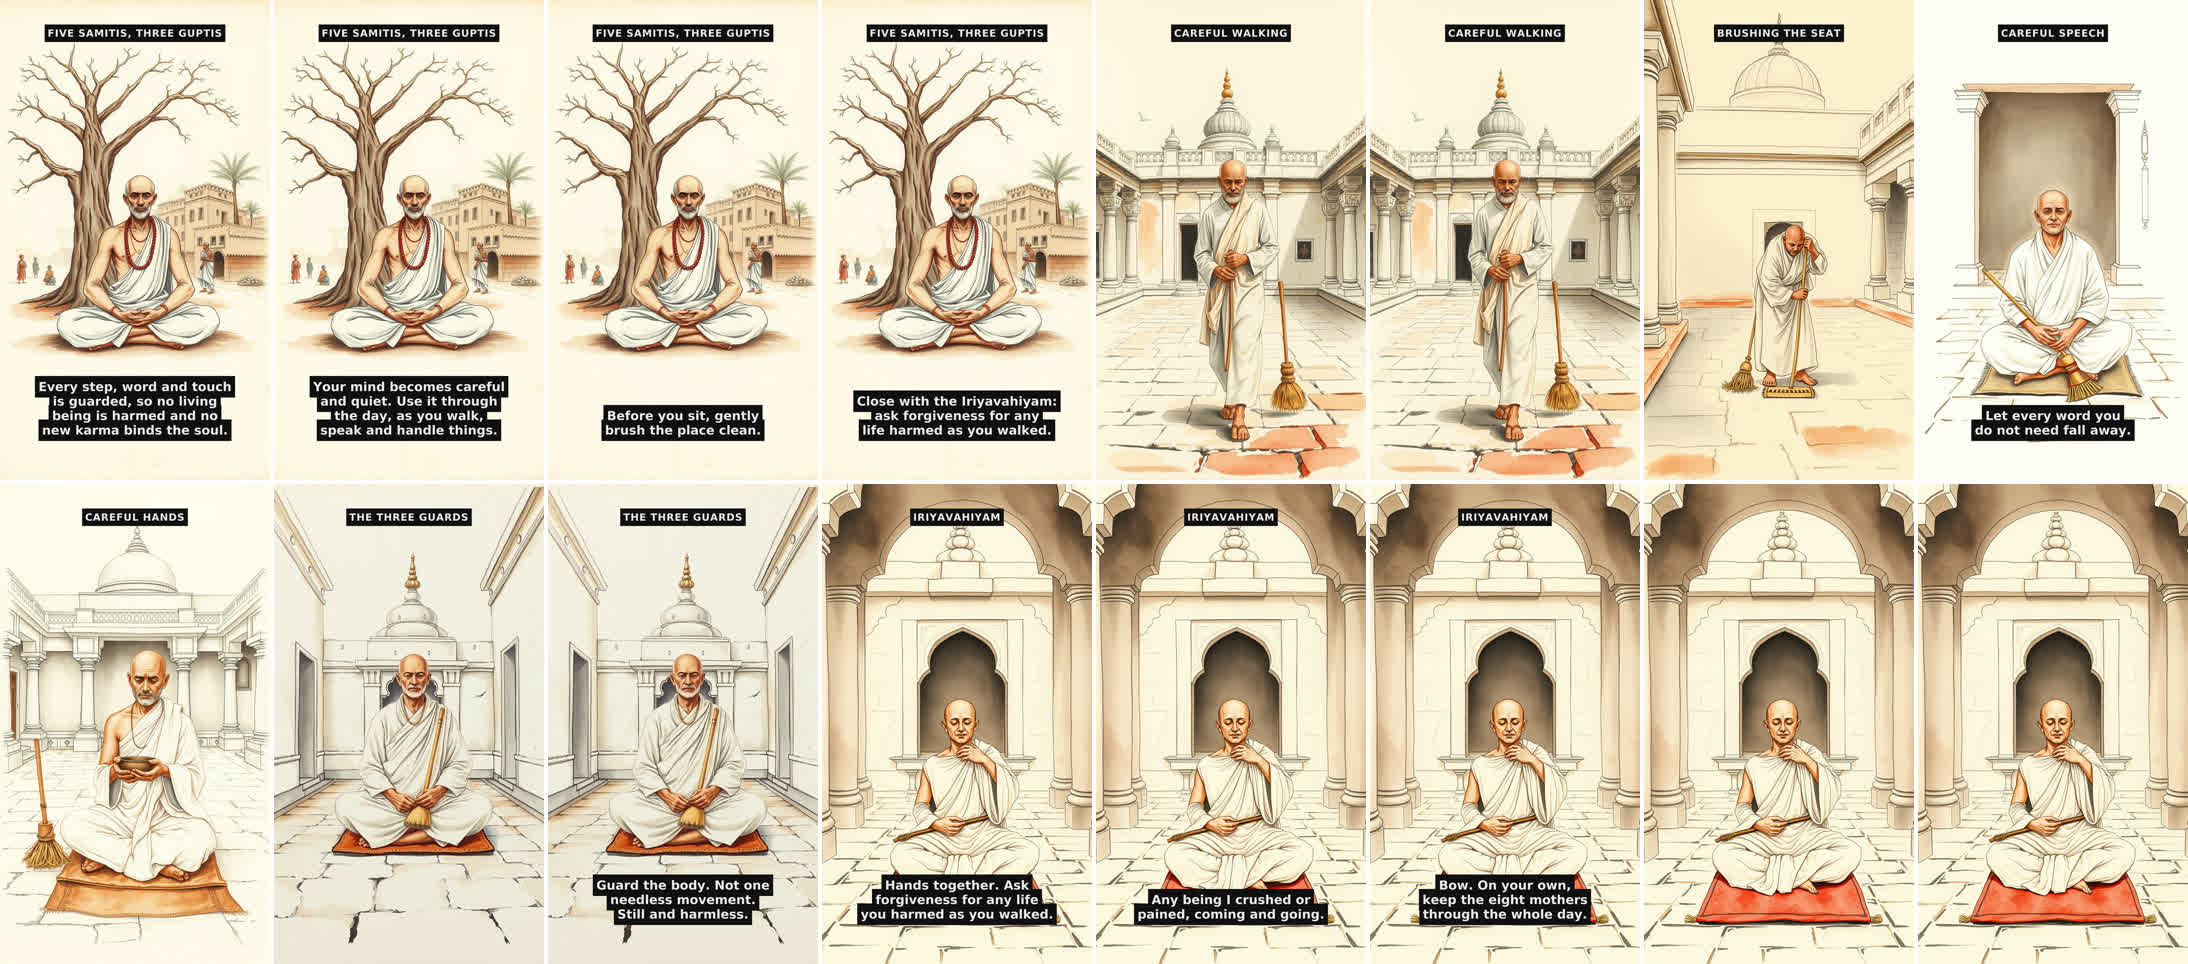 FIVE SAMITIS, THREE GUPTIS
Every step, word and touch
is guarded, so no living
being is harmed and no
new karma binds the soul.
FIVE SAMITIS, THREE GUPTIS
Your mind becomes careful
and quiet. Use it through
the day, as you walk,
speak and handle things.
FIVE SAMITIS, THREE GUPTIS
Before you sit, gently
brush the place clean.
FIVE SAMITIS, THREE GUPTIS
Close with the Iriyavahiyam:
ask forgiveness for any
life harmed as you walked.
CAREFUL WALKING
CAREFUL WALKING
BRUSHING THE SEAT
CAREFUL SPEECH
Let every word you
do not need fall away.
CAREFUL HANDS
THE THREE GUARDS
THE THREE GUARDS
Guard the body. Not one
needless movement.
Still and harmless.
IRIYAVAHIYAM
Hands together. Ask
forgiveness for any life
you harmed as you walked.
IRIYAVAHIYAM
Any being I crushed or
pained, coming and going.
IRIYAVAHIYAM
Bow. On your own,
keep the eight mothers
through the whole day.